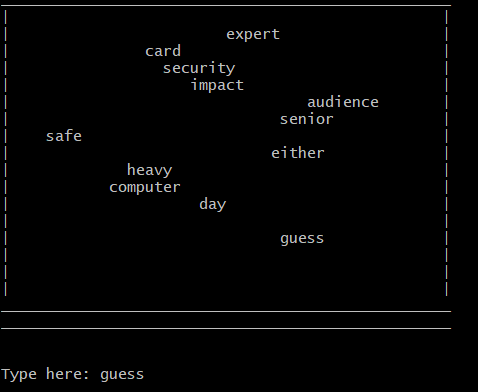 expert
card
security
impact
audience
senior
safe
either
heavy
computer
day
guess
Type here: guess